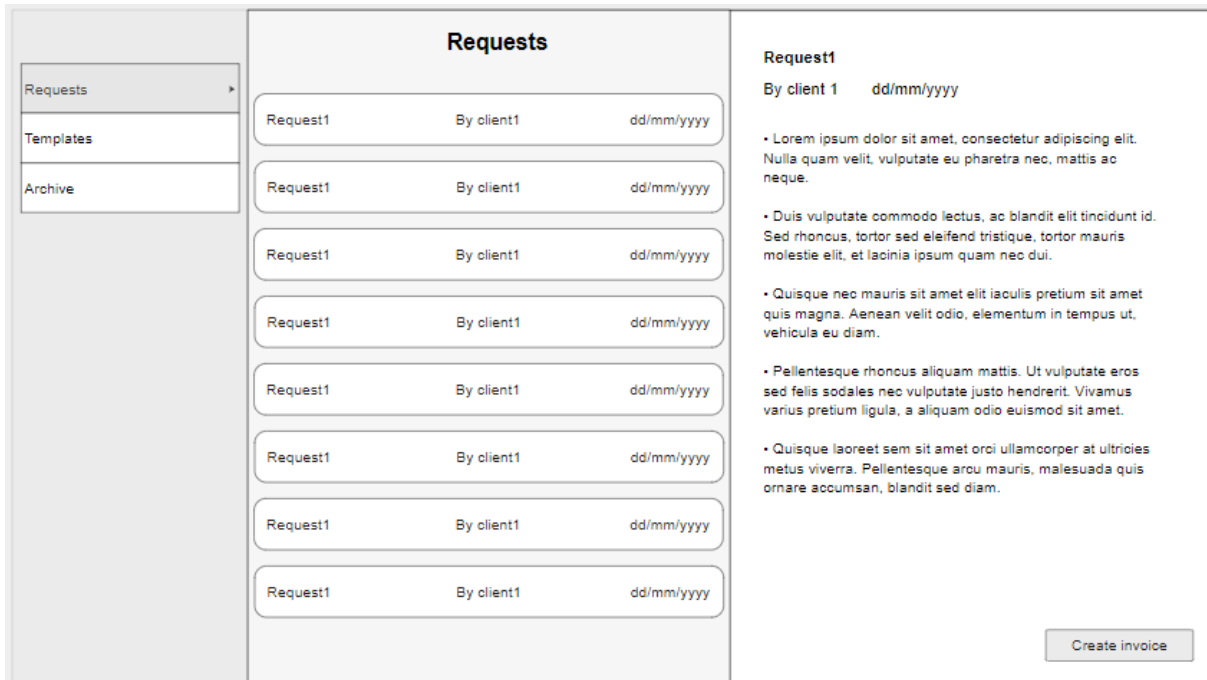 Requests
Templates
Archive
Requests
Request1 By client1 dd/mm/yyyy
Request1 By client1 dd/mm/yyyy
Request1 By client1 dd/mm/yyyy
Request1 By client1 dd/mm/yyyy
Request1 By client1 dd/mm/yyyy
Request1 By client1 dd/mm/yyyy
Request1 By client1 dd/mm/yyyy
Request1 By client1 dd/mm/yyyy
Request1
By client 1 dd/mm/yyyy
• Lorem ipsum dolor sit amet, consectetur adipiscing elit.
Nulla quam velit, vulputate eu pharetra nec, mattis ac
neque.
• Duis vulputate commodo lectus, ac blandit elit tincidunt id.
Sed rhoncus, tortor sed eleifend tristique, tortor mauris
molestie elit, et lacinia ipsum quam nec dui.
• Quisque nec mauris sit amet elit iaculis pretium sit amet
quis magna. Aenean velit odio, elementum in tempus ut,
vehicula eu diam.
• Pellentesque rhoncus aliquam mattis. Ut vulputate eros
sed felis sodales nec vulputate justo hendrerit. Vivamus
varius pretium ligula, a aliquam odio euismod sit amet.
• Quisque laoreet sem sit amet orci ullamcorper at ultricies
metus viverra. Pellentesque arcu mauris, malesuada quis
ornare accumsan, blandit sed diam.
Create invoice